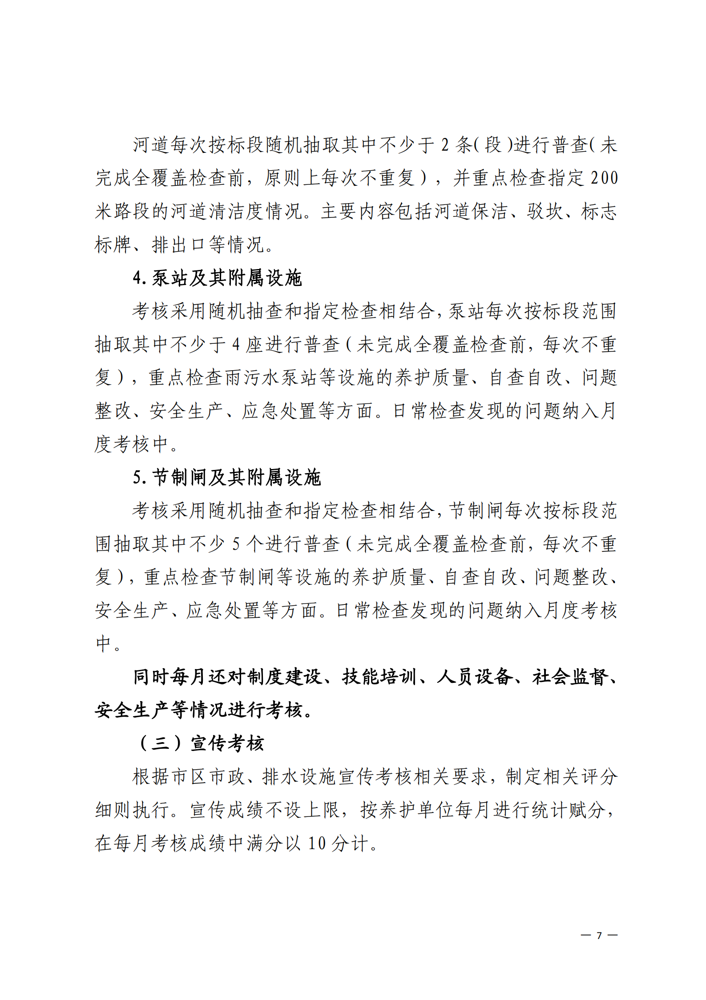 河道每次按标段随机抽取其中不少于 2 条（段）进行普查（未
完成全覆盖检查前，原则上每次不重复），并重点检查指定 200
米路段的河道清洁度情况。主要内容包括河道保洁、驳坎、标志
标牌、排出口等情况。
4.泵站及其附属设施
考核采用随机抽查和指定检查相结合，泵站每次按标段范围
抽取其中不少于 4 座进行普查（未完成全覆盖检查前，每次不重
复），重点检查雨污水泵站等设施的养护质量、自查自改、问题
整改、安全生产、应急处置等方面。日常检查发现的问题纳入月
度考核中。
5.节制闸及其附属设施
考核采用随机抽查和指定检查相结合，节制闸每次按标段范
围抽取其中不少 5 个进行普查（未完成全覆盖检查前，每次不重
复），重点检查节制闸等设施的养护质量、自查自改、问题整改、
安全生产、应急处置等方面。日常检查发现的问题纳入月度考核
中。
同时每月还对制度建设、技能培训、人员设备、社会监督、
安全生产等情况进行考核。
（三）宣传考核
根据市区市政、排水设施宣传考核相关要求，制定相关评分
细则执行。宣传成绩不设上限，按养护单位每月进行统计赋分，
在每月考核成绩中满分以 10 分计。
— 7 —